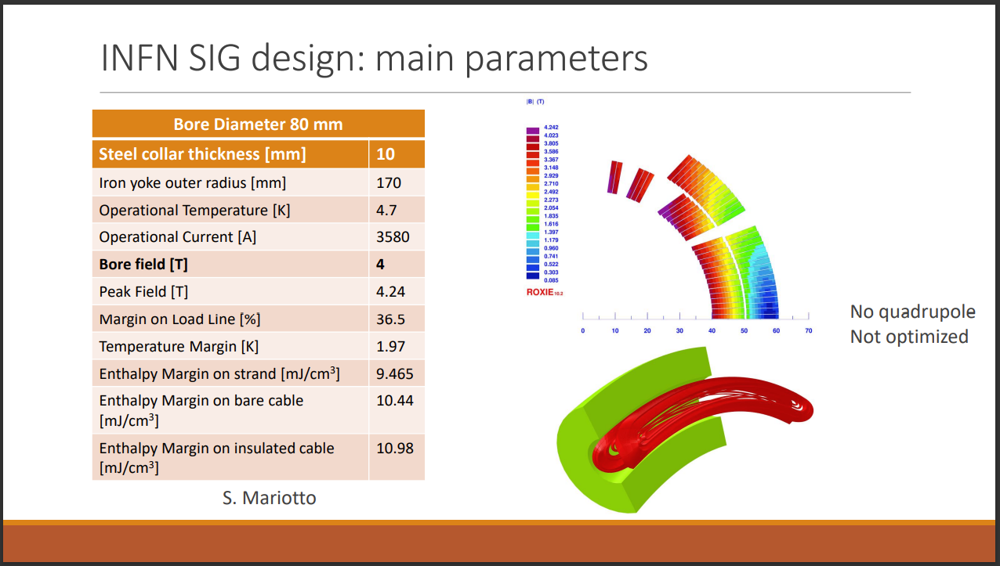 INFN SIG design: main parameters
Bore Diameter 80 mm
Steel collar thickness [mm] 10
Iron yoke outer radius [mm] 170
Operational Temperature [K] 4.7
Operational Current [A] 3580
Bore field [T] 4
Peak Field [T] 4.24
Margin on Load Line [%] 36.5
Temperature Margin [K] 1.97
Enthalpy Margin on strand [mJ/cm³] 9.465
Enthalpy Margin on bare cable 10.44
[mJ/cm³]
Enthalpy Margin on insulated cable 10.98
[mJ/cm³]
S. Mariotto
|B| (T)
4.242
4.023
3.805
3.586
3.367
3.148
2.929
2.710
2.492
2.273
2.054
1.835
1.616
1.397
1.179
0.960
0.741
0.522
0.303
0.085
ROXIE10.2
0 10 20 30 40 50 60 70
No quadrupole
Not optimized